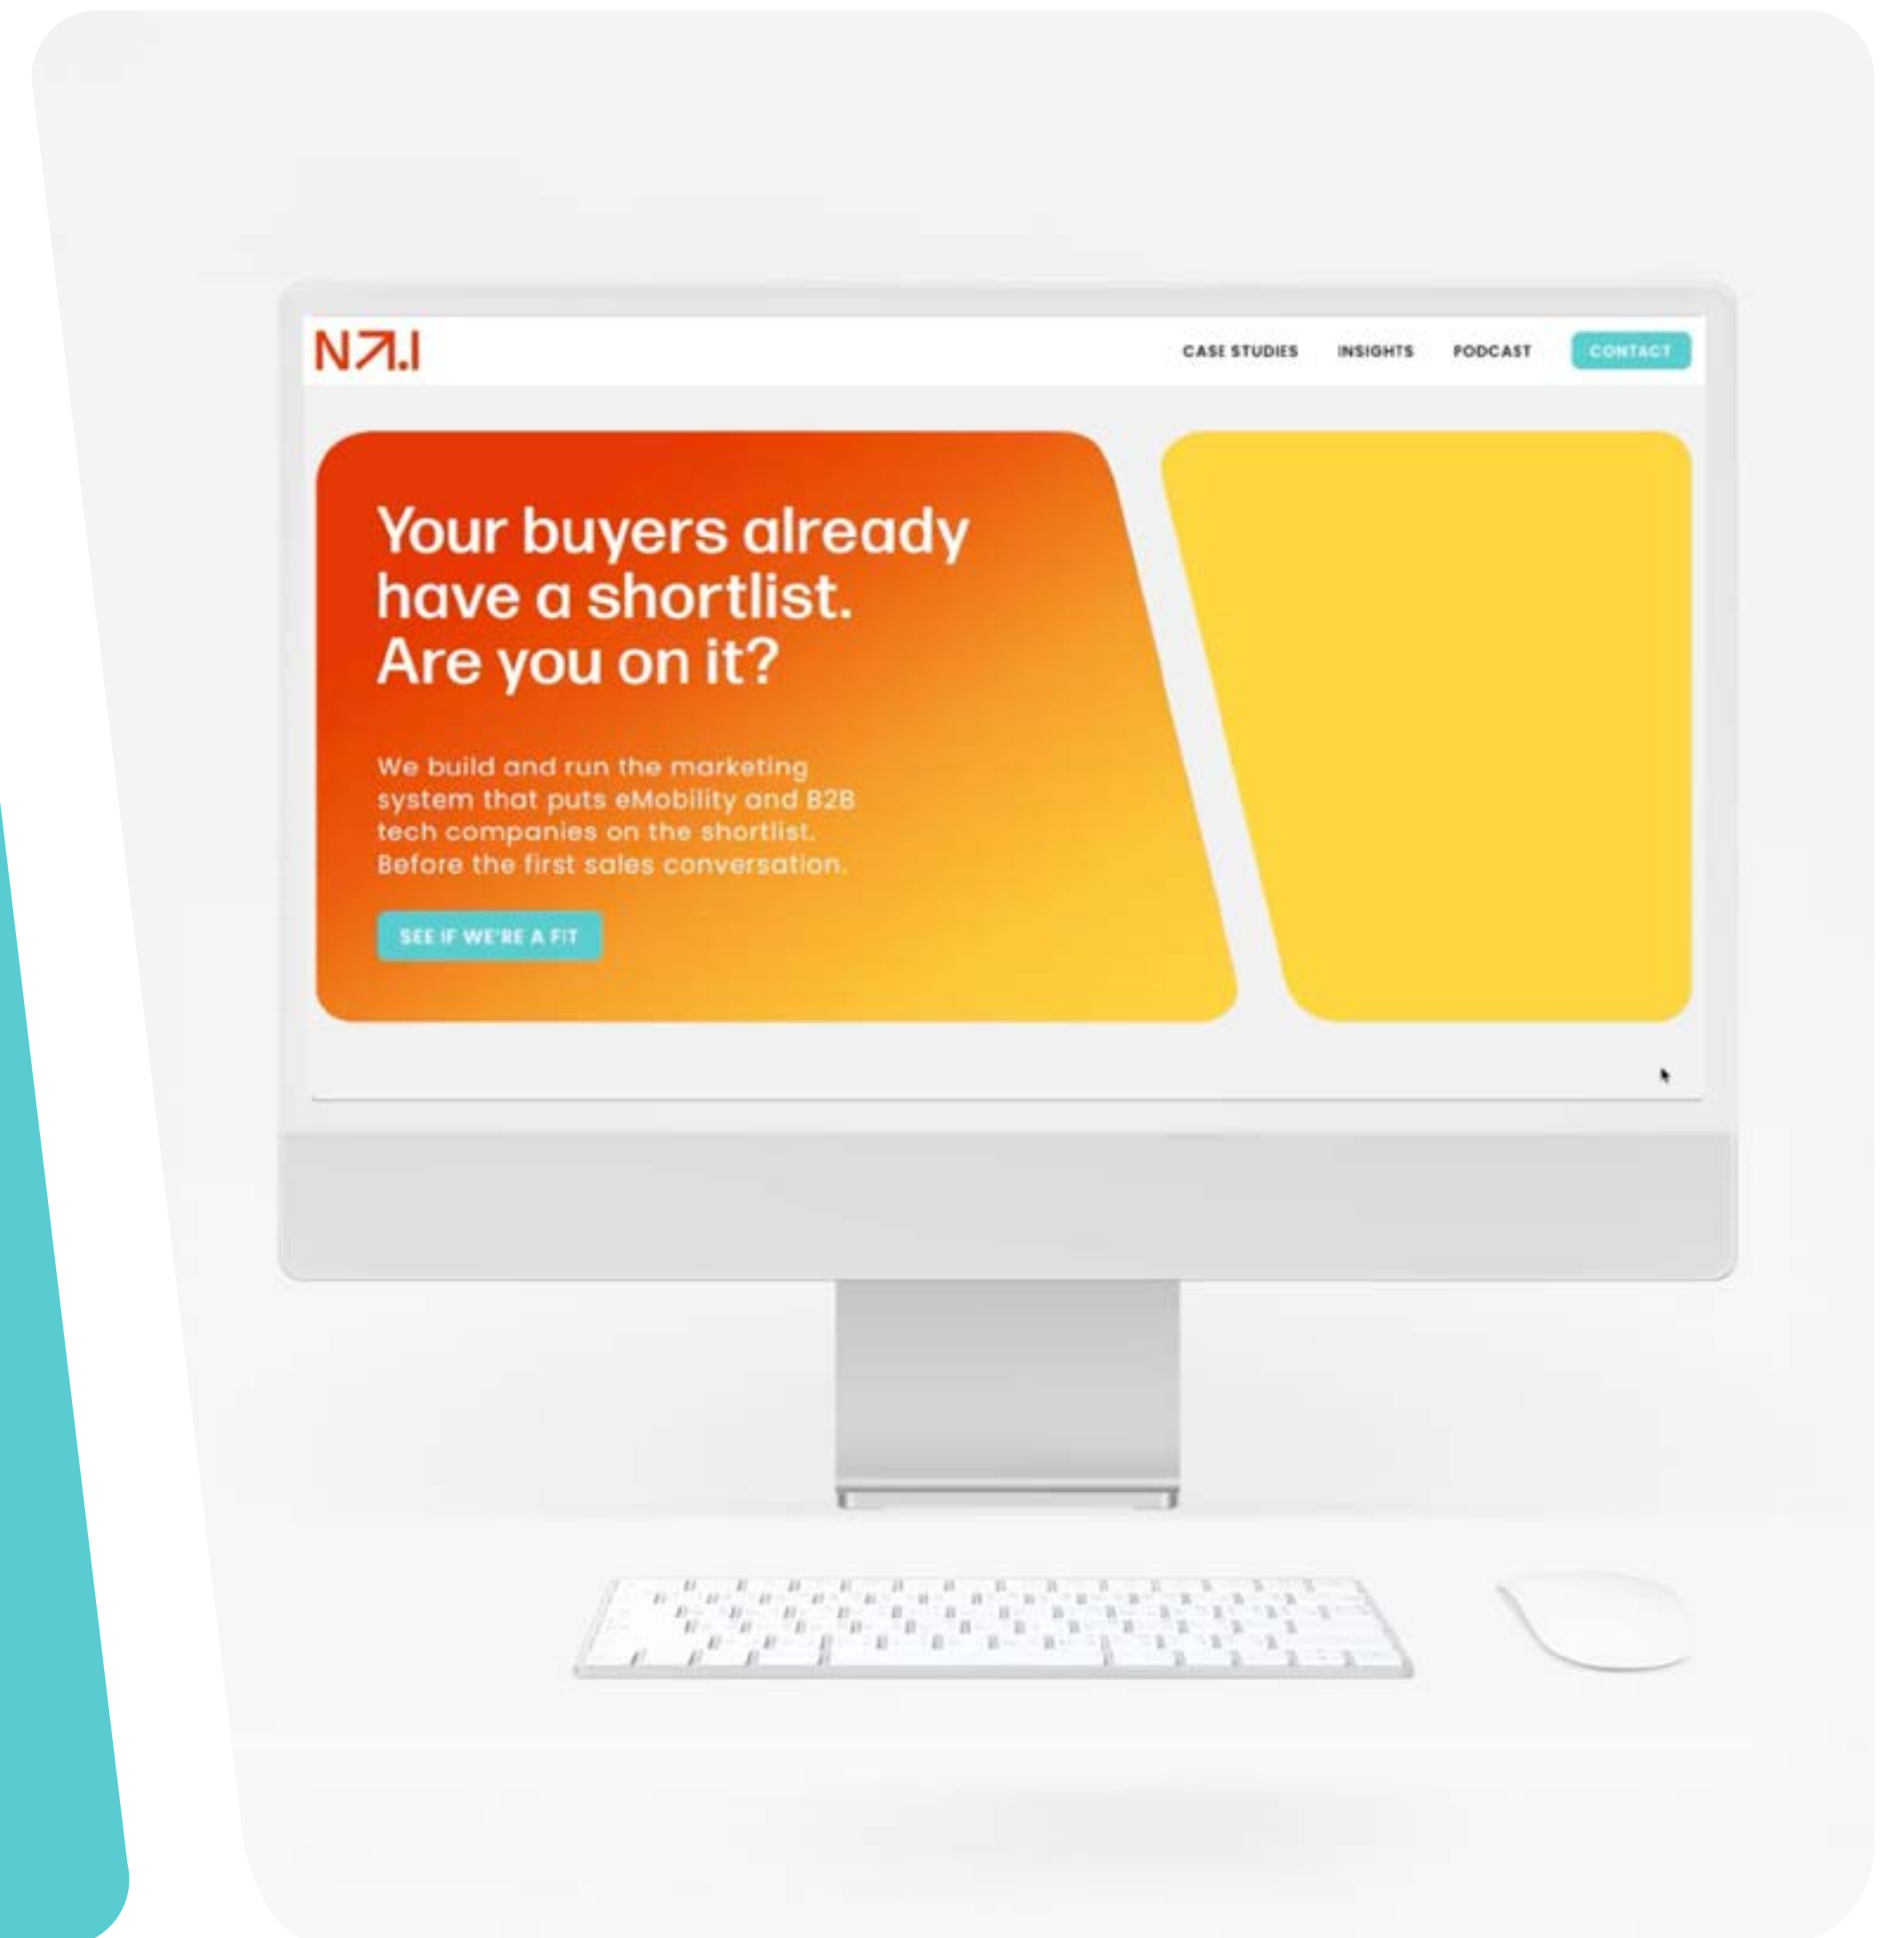 N↗.I
CASE STUDIES
INSIGHTS
PODCAST
CONTACT
Your buyers already
have a shortlist.
Are you on it?
We build and run the marketing
system that puts eMobility and B2B
tech companies on the shortlist.
Before the first sales conversation.
SEE IF WE'RE A FIT